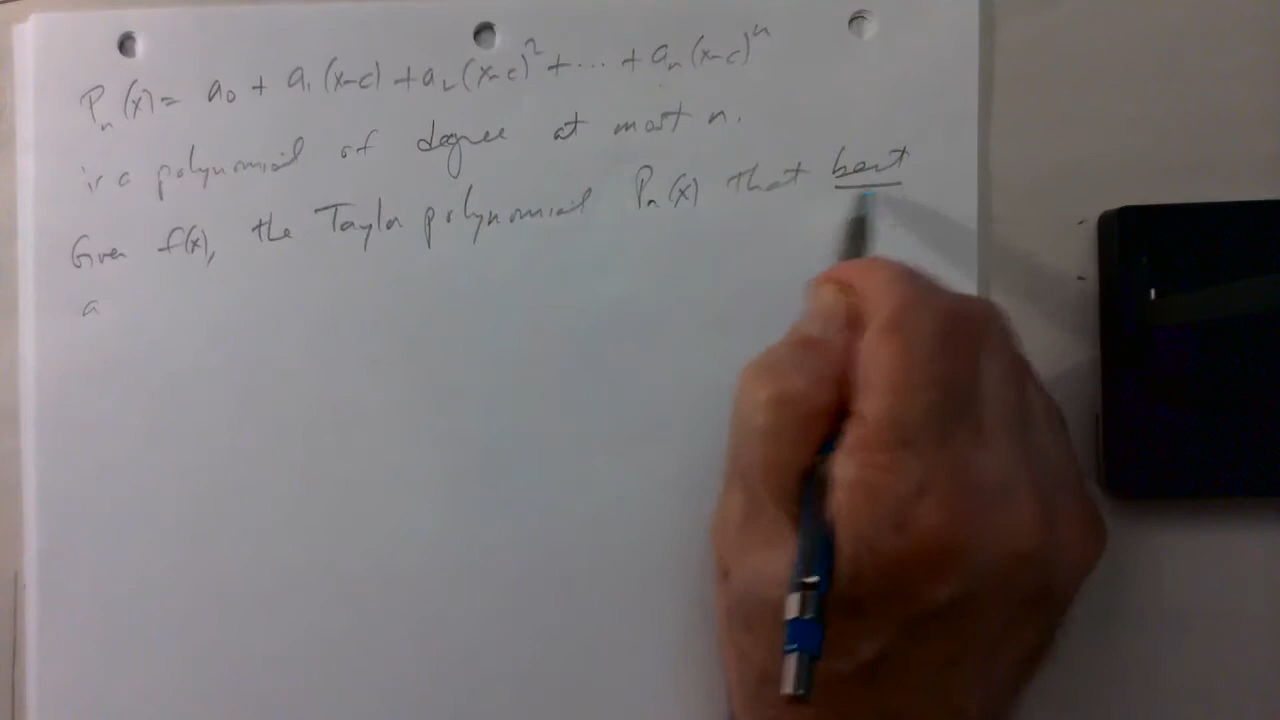 Pₙ(x) = a₀ + a₁(x-c) + a₂(x-c)² + ... + aₙ(x-c)ⁿ
is a polynomial of degree at most n.
Given f(x), the Taylor polynomial Pₙ(x) that best
a